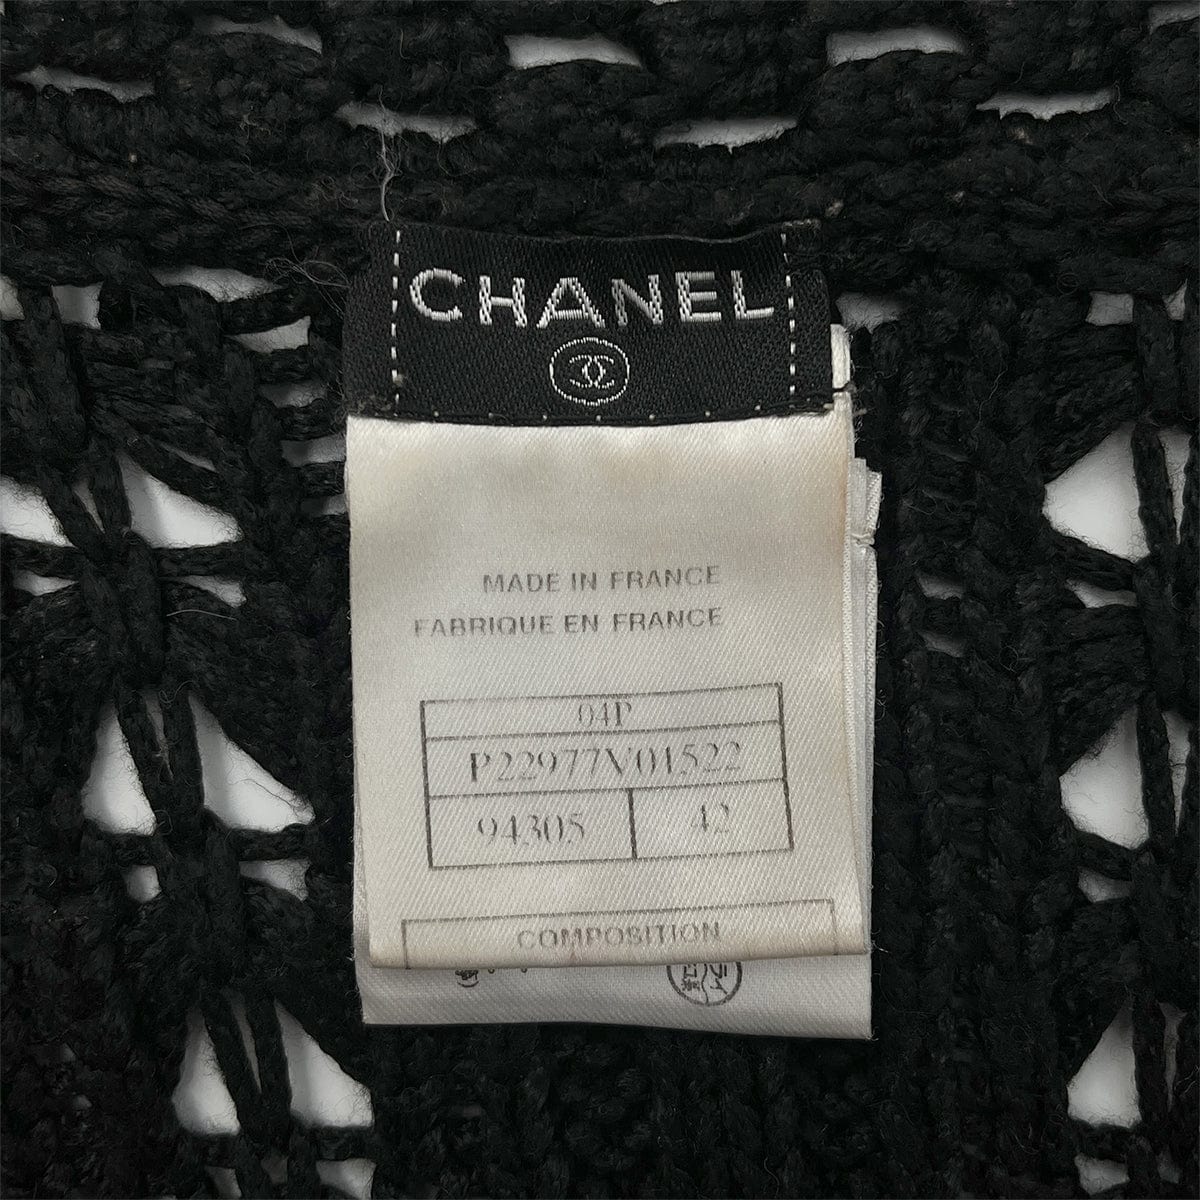 CHANEL
MADE IN FRANCE
FABRIQUE EN FRANCE
04P
P22977V01522
94305 42
COMPOSITION